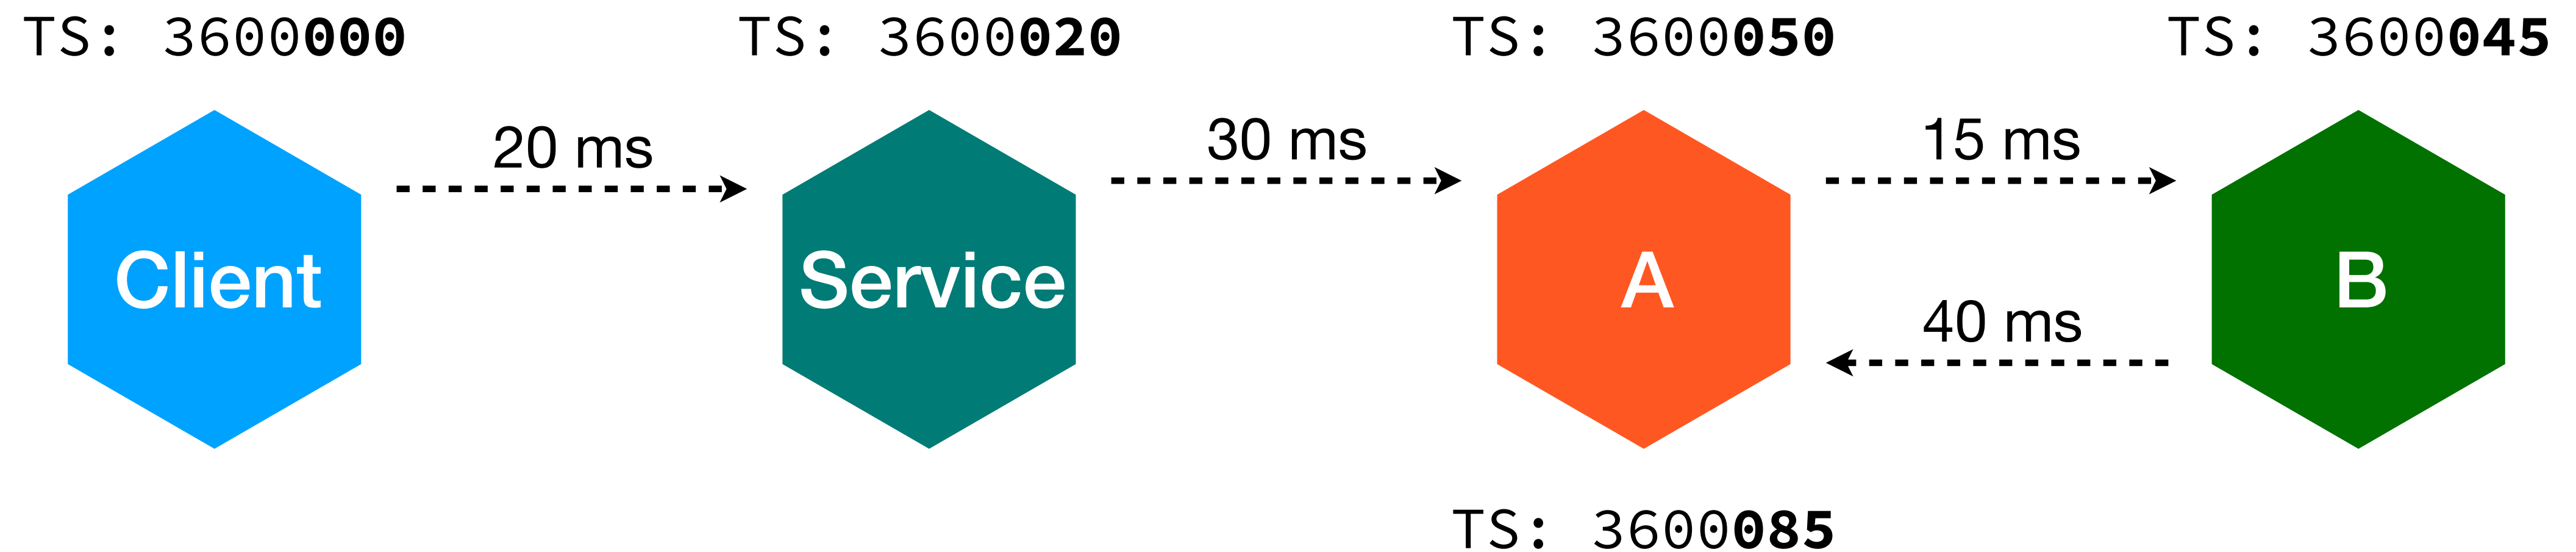 TS: 3600000
TS: 3600020
TS: 3600050
TS: 3600045
20 ms
30 ms
15 ms
Client
Service
A
B
40 ms
TS: 3600085